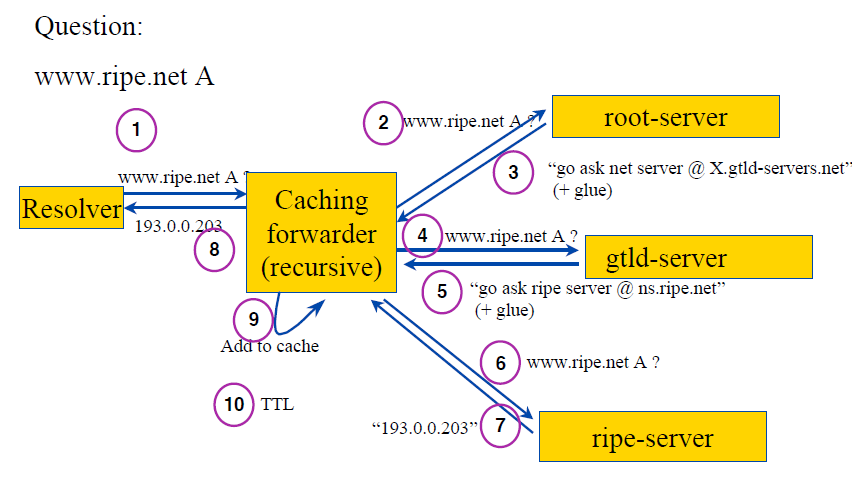 Question:
www.ripe.net A
1
www.ripe.net A ?
Resolver
193.0.0.203
8
Caching
forwarder
(recursive)
2
www.ripe.net A ?
root-server
3
“go ask net server @ X.gtld-servers.net”
(+ glue)
4
www.ripe.net A ?
gtld-server
5
“go ask ripe server @ ns.ripe.net”
(+ glue)
9
Add to cache
6
www.ripe.net A ?
10
TTL
“193.0.0.203”
7
ripe-server